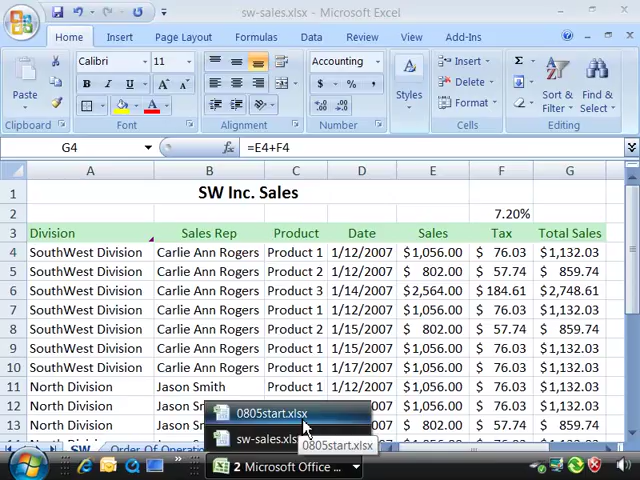 sw-sales.xlsx - Microsoft Excel
Home Insert Page Layout Formulas Data Review View Add-Ins
Paste Calibri 11 Accounting Styles Insert Delete Format Sort & Filter Find & Select
B I U A A A $ % , Σ
Clipboard Font Alignment Number Cells Editing
G4 =E4+F4
A B C D E F G
1 SW Inc. Sales
2 7.20%
3 Division Sales Rep Product Date Sales Tax Total Sales
4 SouthWest Division Carlie Ann Rogers Product 1 1/12/2007 $1,056.00 $ 76.03 $1,132.03
5 SouthWest Division Carlie Ann Rogers Product 2 1/12/2007 $ 802.00 $ 57.74 $ 859.74
6 SouthWest Division Carlie Ann Rogers Product 3 1/14/2007 $2,564.00 $ 184.61 $2,748.61
7 SouthWest Division Carlie Ann Rogers Product 1 1/12/2007 $1,056.00 $ 76.03 $1,132.03
8 SouthWest Division Carlie Ann Rogers Product 2 1/15/2007 $ 802.00 $ 57.74 $ 859.74
9 SouthWest Division Carlie Ann Rogers Product 1 1/15/2007 $1,056.00 $ 76.03 $1,132.03
10 SouthWest Division Carlie Ann Rogers Product 1 1/17/2007 $1,056.00 $ 76.03 $1,132.03
11 North Division Jason Smith Product 1 1/12/2007 $1,056.00 $ 76.03 $1,132.03
12 North Division 0805start.xlsx $1,056.00 $ 76.03 $1,132.03
13 North Division $ 802.00 $ 57.74 $ 859.74
sw-sales.xls 0805start.xlsx
SW Order Of Operatio
2 Microsoft Office ...